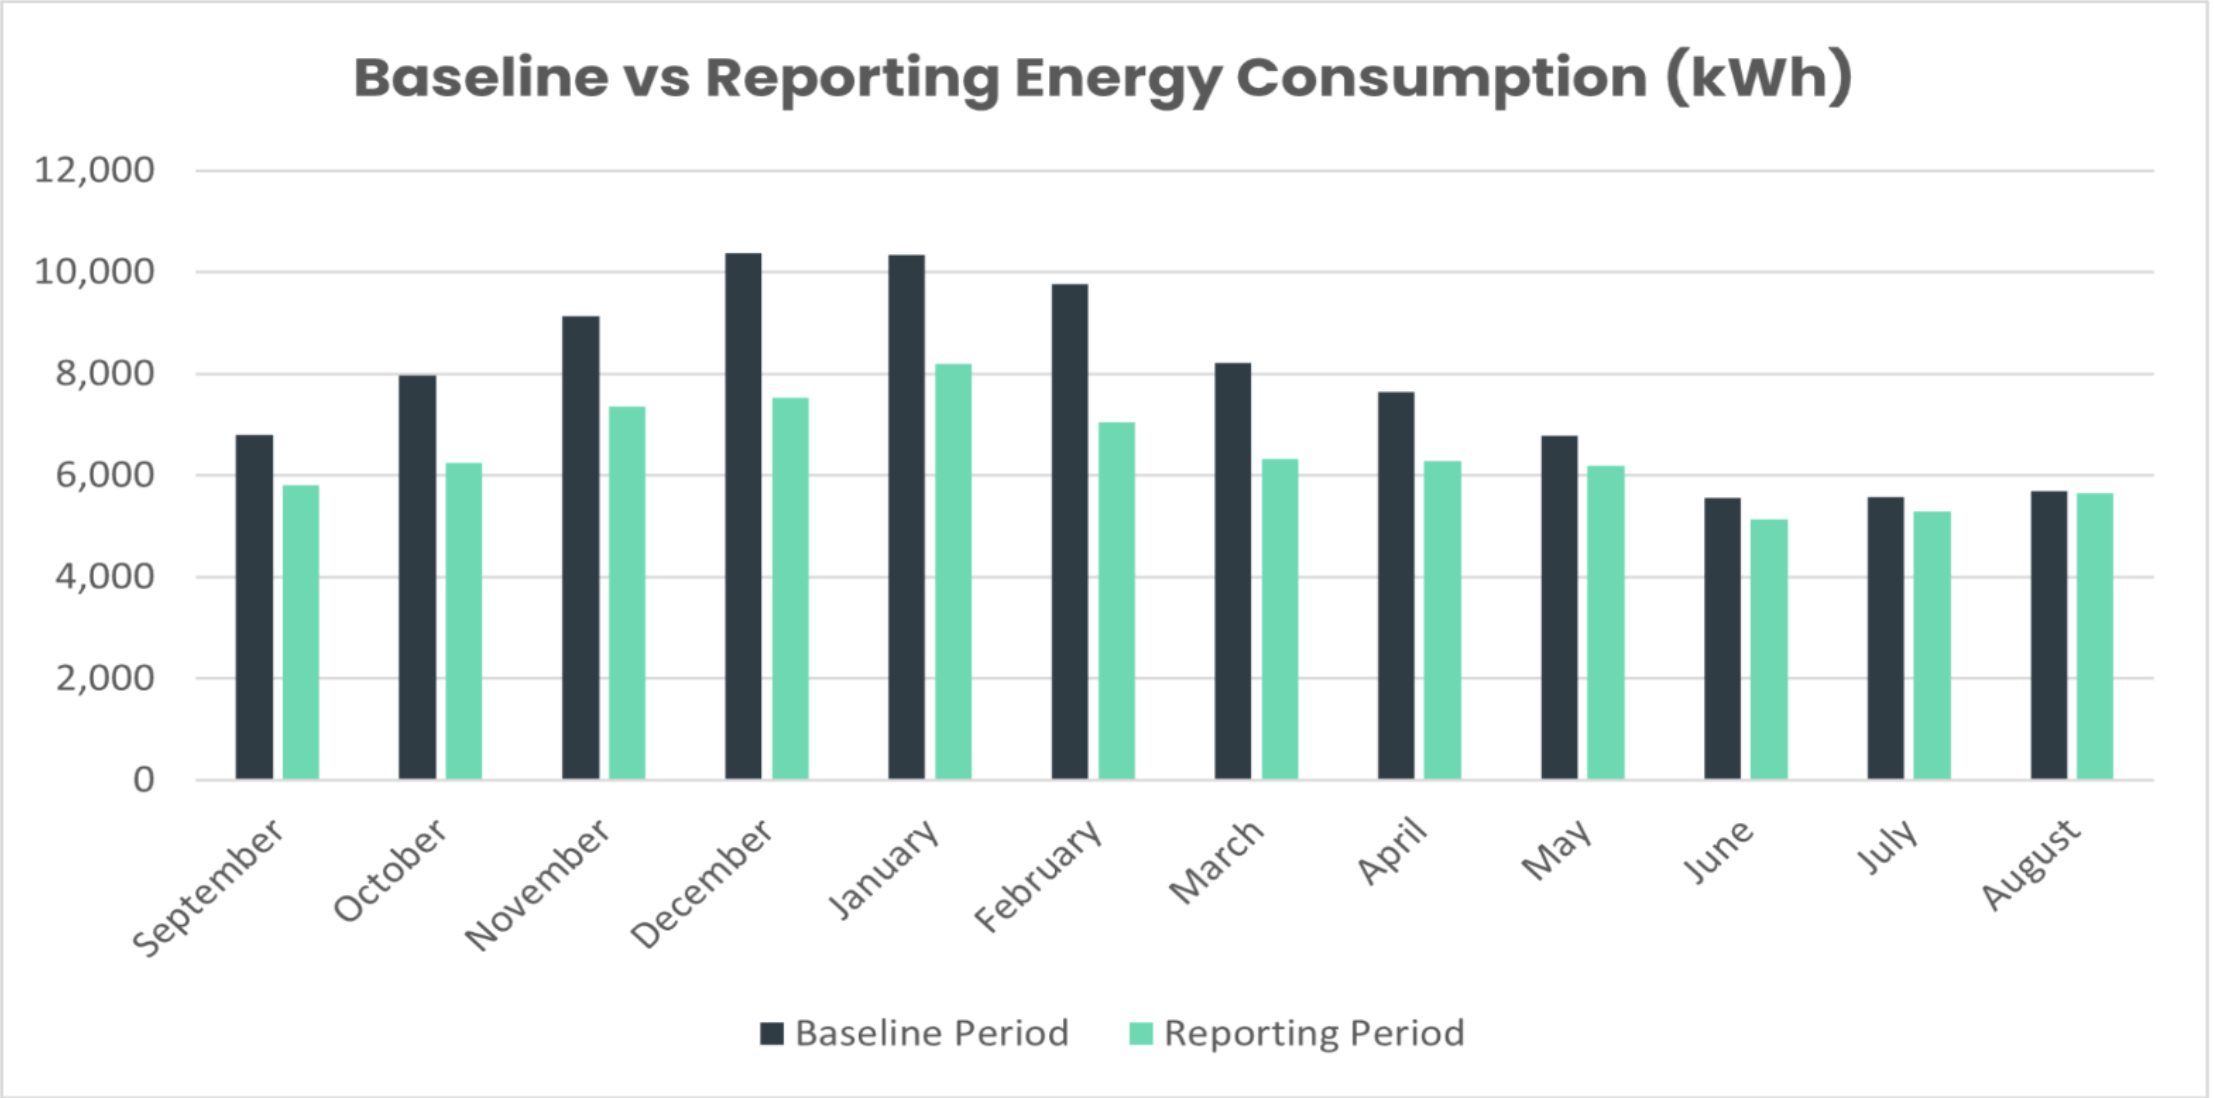 Baseline vs Reporting Energy Consumption (kWh)
12,000
10,000
8,000
6,000
4,000
2,000
0
September
October
November
December
January
February
March
April
May
June
July
August
Baseline Period
Reporting Period